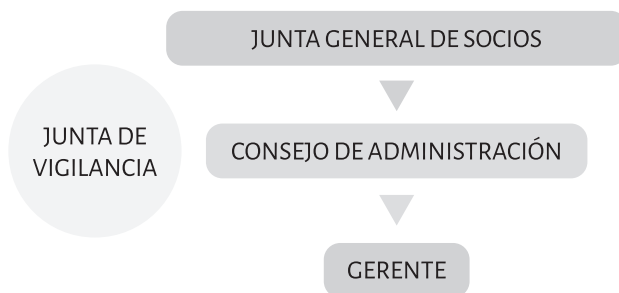 JUNTA GENERAL DE SOCIOS
JUNTA DE
VIGILANCIA
CONSEJO DE ADMINISTRACIÓN
GERENTE